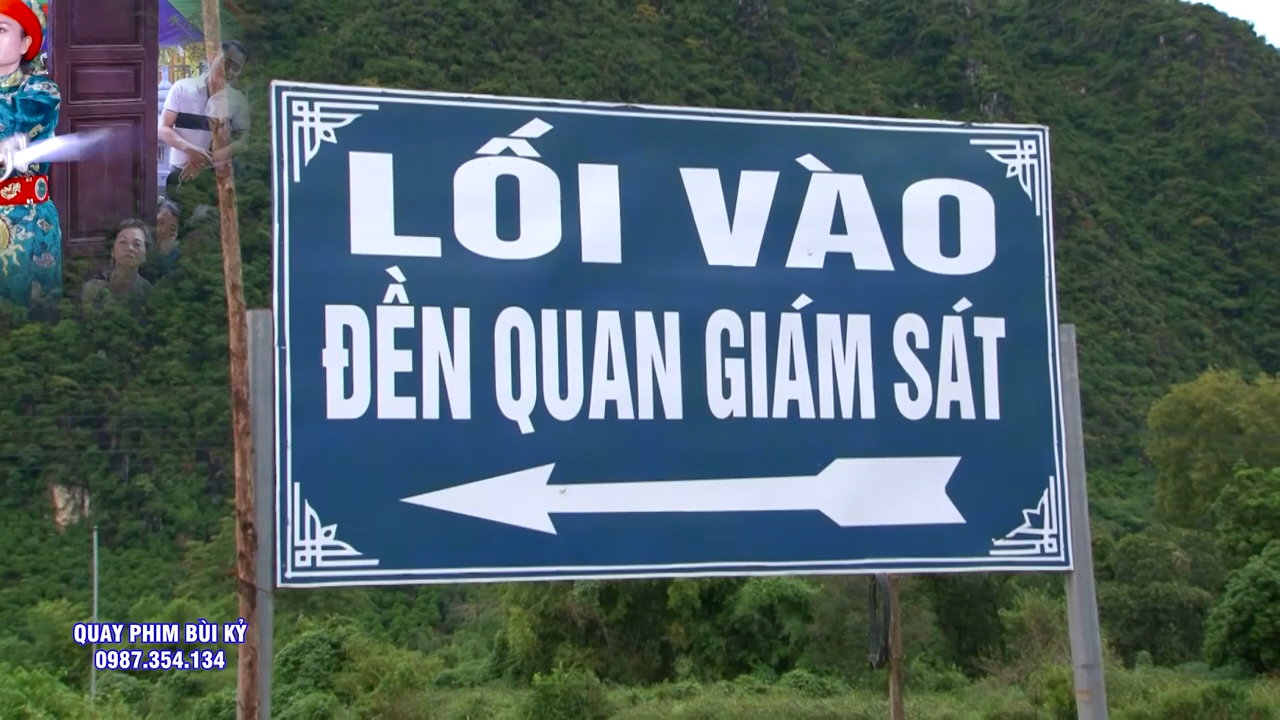 LỐI VÀO
ĐỀN QUAN GIÁM SÁT
QUAY PHIM BÙI KỶ
0987.354.134